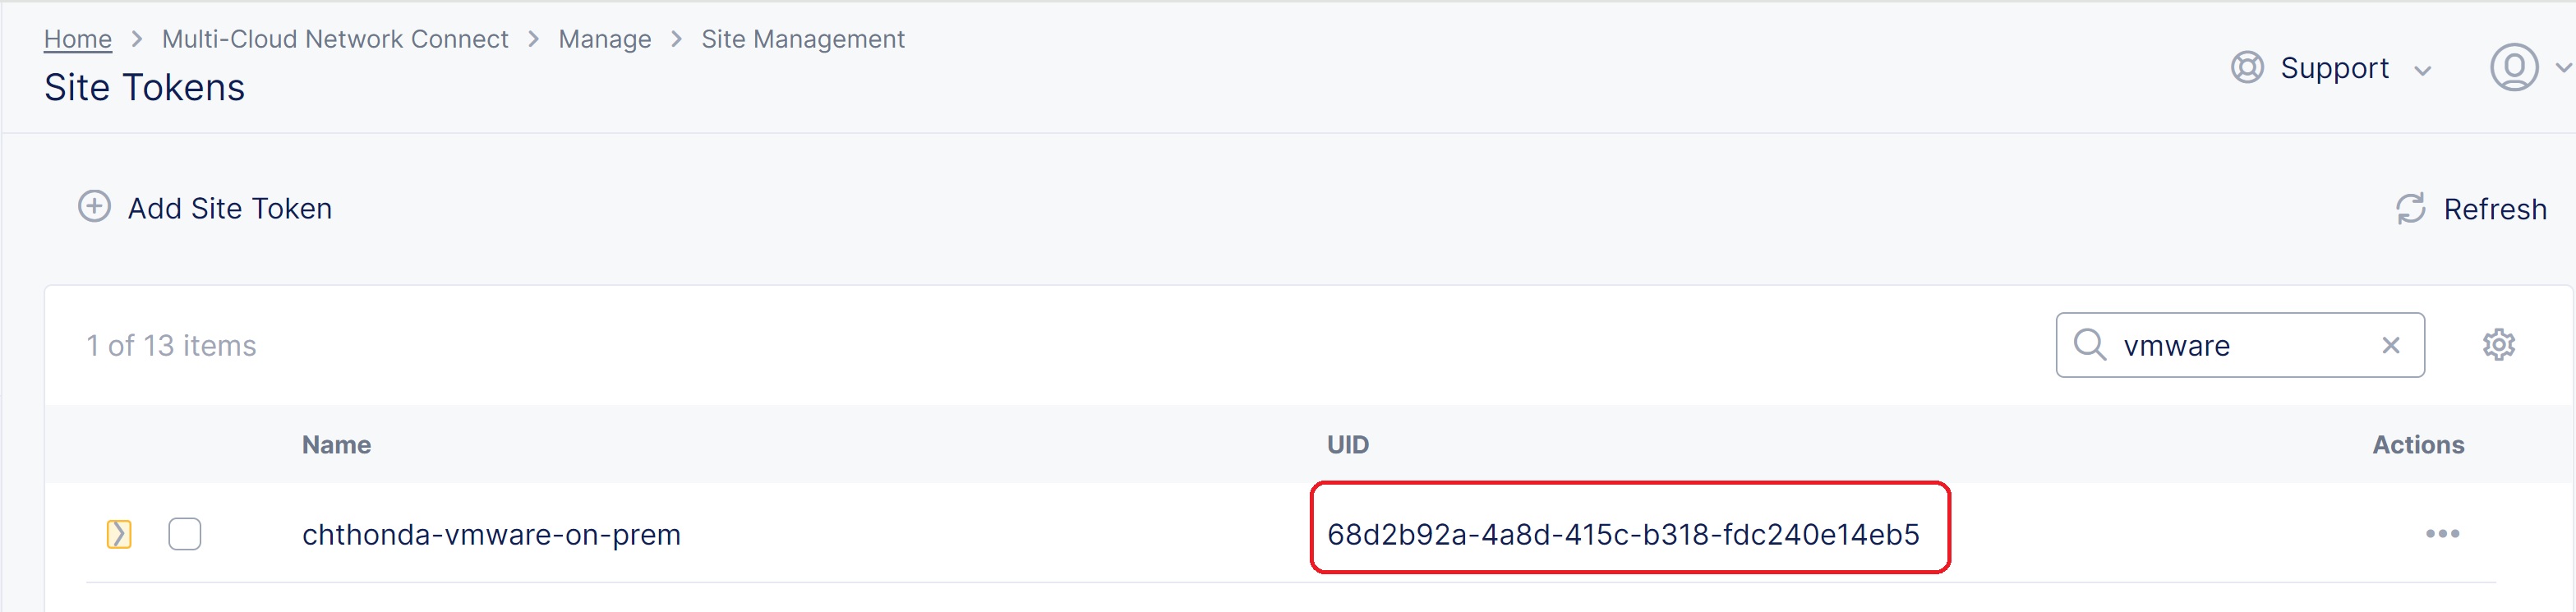 Home > Multi-Cloud Network Connect > Manage > Site Management
Site Tokens
Support
Add Site Token
Refresh
1 of 13 items
vmware
Name UID Actions
chthonda-vmware-on-prem 68d2b92a-4a8d-415c-b318-fdc240e14eb5